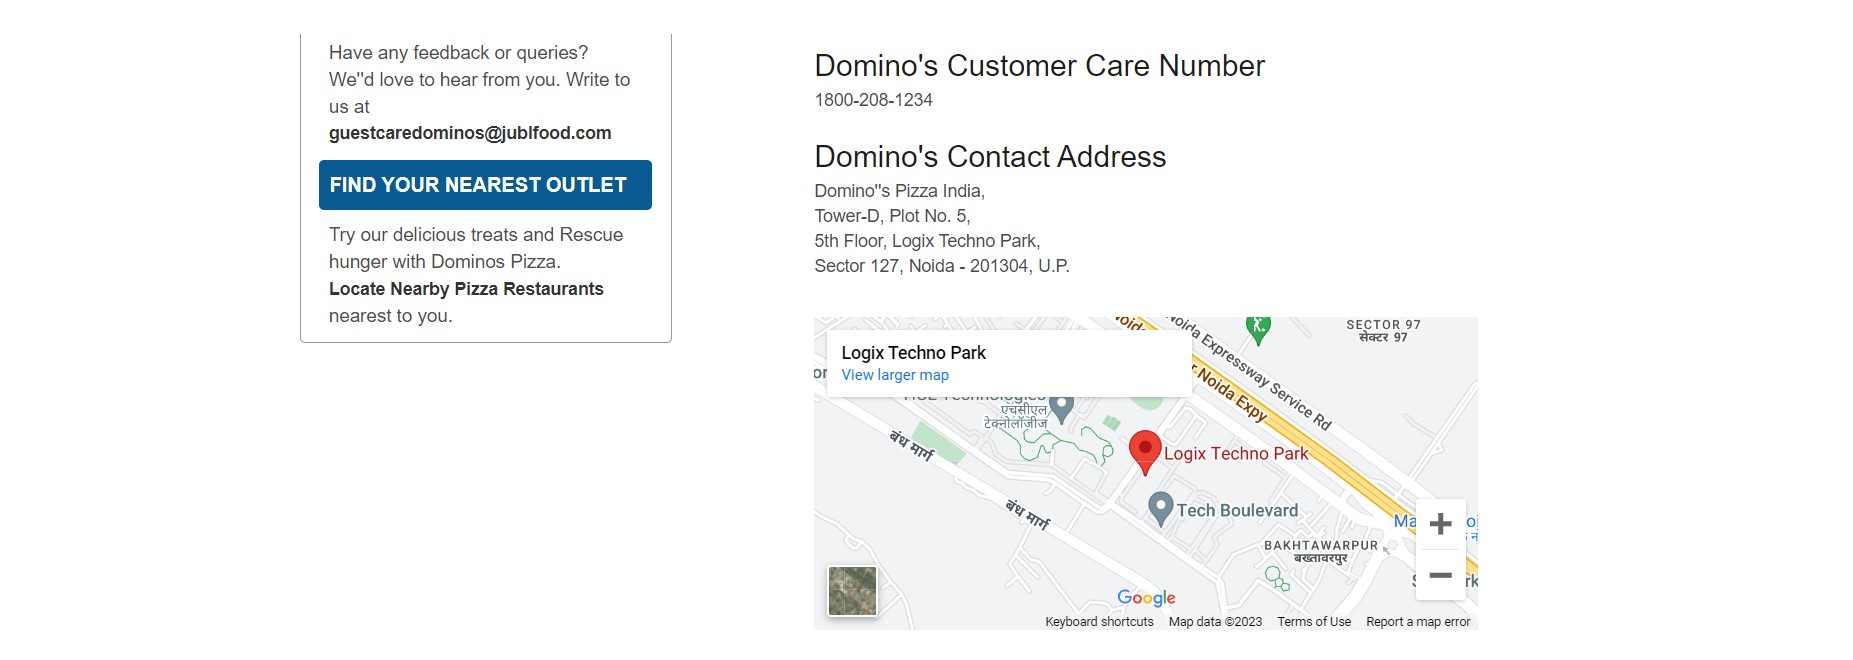 Have any feedback or queries?
We"d love to hear from you. Write to
us at
guestcaredominos@jublfood.com
FIND YOUR NEAREST OUTLET
Try our delicious treats and Rescue
hunger with Dominos Pizza.
Locate Nearby Pizza Restaurants
nearest to you.
Domino's Customer Care Number
1800-208-1234
Domino's Contact Address
Domino"s Pizza India,
Tower-D, Plot No. 5,
5th Floor, Logix Techno Park,
Sector 127, Noida - 201304, U.P.
Logix Techno Park
View larger map
SECTOR 97
सेक्टर 97
Noida Expressway Service Rd
Noida Expy
एचसीएल
टेक्नोलॉजीज
बंध मार्ग
Logix Techno Park
बंध मार्ग
Tech Boulevard
BAKHTAWARPUR
बख्तावरपुर
Google
Keyboard shortcuts Map data ©2023 Terms of Use Report a map error